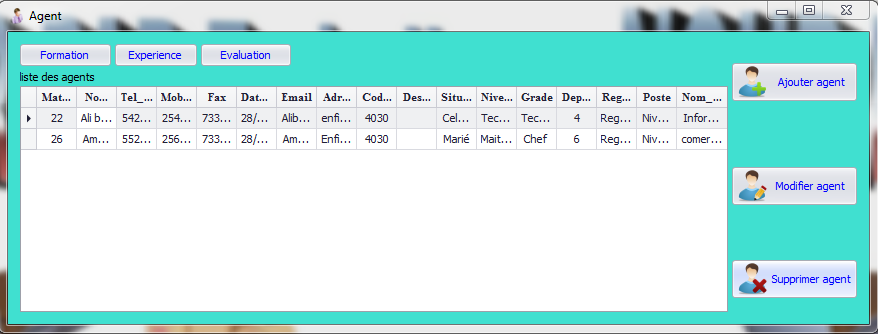 Agent
Formation Experience Evaluation
liste des agents
Mat... No... Tel_... Mob... Fax Dat... Email Adr... Cod... Des... Situ... Nive... Grade Dep... Reg... Poste Nom_...
22 Ali b... 542... 254... 733... 28/... Alib... enfi... 4030 Cel... Tec... Tec... 4 Reg... Niv... Infor...
26 Am... 552... 256... 733... 28/... Am... Enfi... 4030 Marié Mait... Chef 6 Reg... Niv... comer...
Ajouter agent
Modifier agent
Supprimer agent